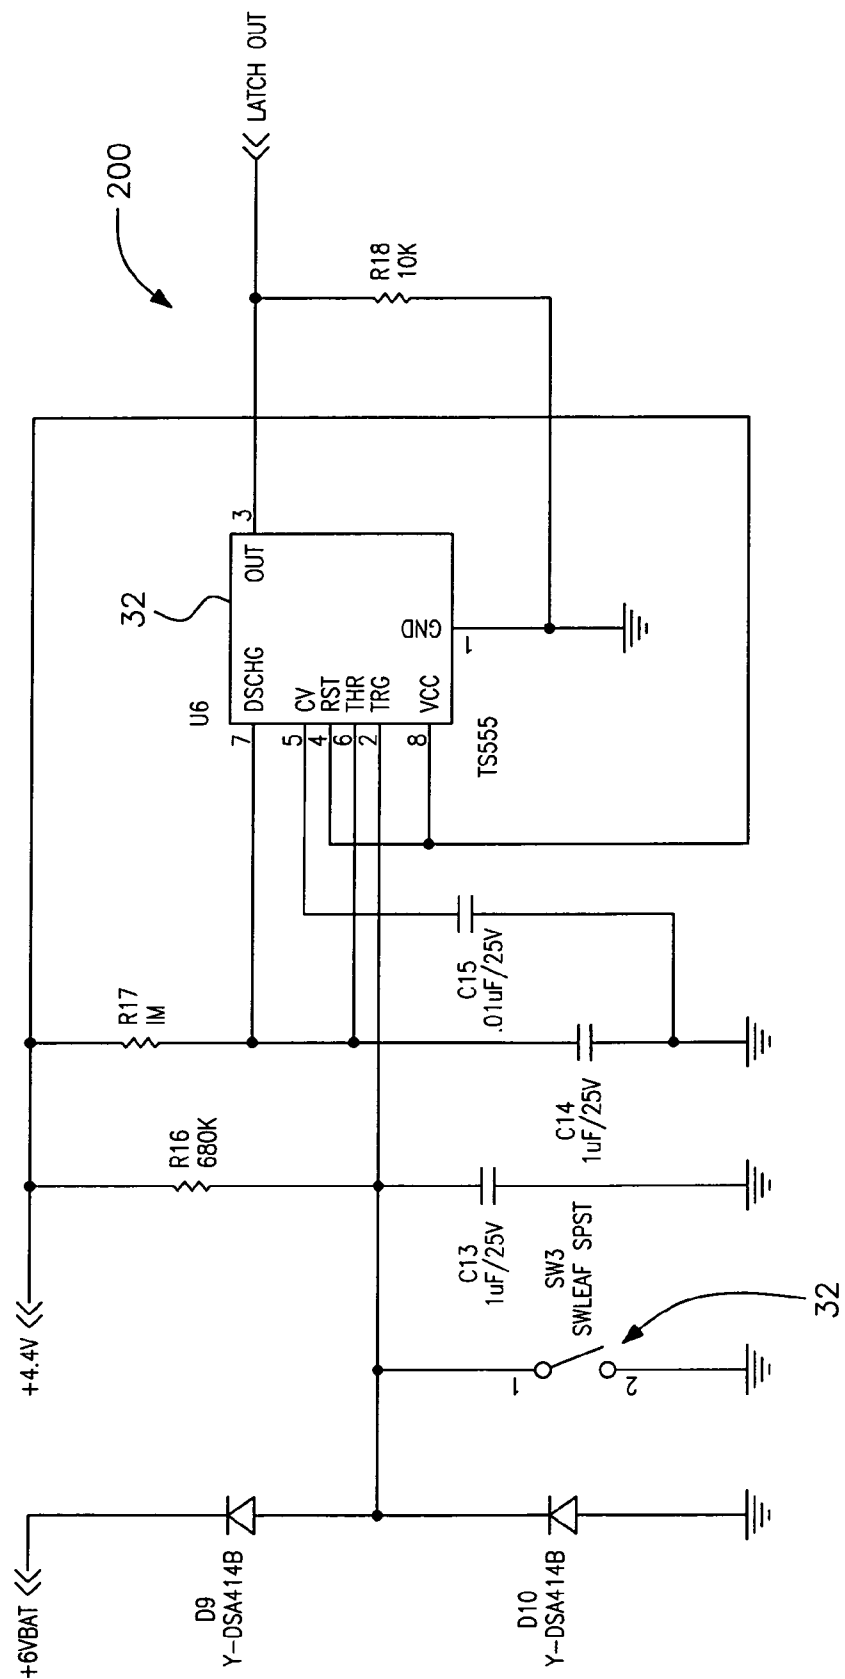 +6VBAT
D9
Y-DSA414B
D10
Y-DSA414B
+4.4V
SW3
SWLEAF SPST
1
2
32
R16
680K
C13
1uF/25V
R17
1M
C14
1uF/25V
C15
.01uF/25V
U6
32
7
DSCHG
5
CV
4
RST
6
THR
2
TRG
8
VCC
TS555
OUT
3
GND
1
R18
10K
200
LATCH OUT